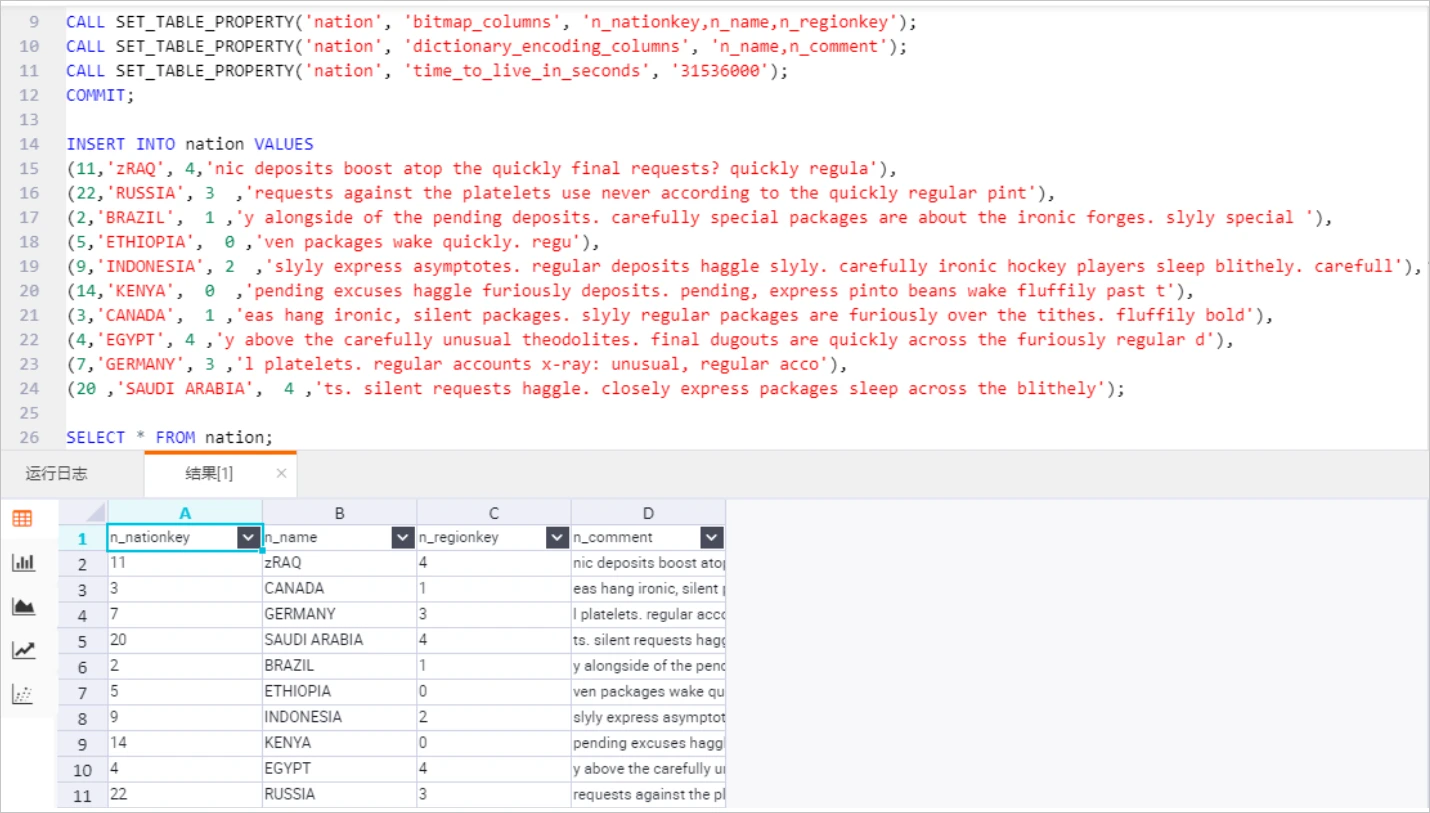 9 CALL SET_TABLE_PROPERTY('nation', 'bitmap_columns', 'n_nationkey,n_name,n_regionkey');
10 CALL SET_TABLE_PROPERTY('nation', 'dictionary_encoding_columns', 'n_name,n_comment');
11 CALL SET_TABLE_PROPERTY('nation', 'time_to_live_in_seconds', '31536000');
12 COMMIT;
13
14 INSERT INTO nation VALUES
15 (11,'zRAQ', 4,'nic deposits boost atop the quickly final requests? quickly regula'),
16 (22,'RUSSIA', 3  ,'requests against the platelets use never according to the quickly regular pint'),
17 (2,'BRAZIL',  1 ,'y alongside of the pending deposits. carefully special packages are about the ironic forges. slyly special '),
18 (5,'ETHIOPIA',  0 ,'ven packages wake quickly. regu'),
19 (9,'INDONESIA', 2  ,'slyly express asymptotes. regular deposits haggle slyly. carefully ironic hockey players sleep blithely. carefull'),
20 (14,'KENYA',  0  ,'pending excuses haggle furiously deposits. pending, express pinto beans wake fluffily past t'),
21 (3,'CANADA',  1 ,'eas hang ironic, silent packages. slyly regular packages are furiously over the tithes. fluffily bold'),
22 (4,'EGYPT', 4 ,'y above the carefully unusual theodolites. final dugouts are quickly across the furiously regular d'),
23 (7,'GERMANY', 3 ,'l platelets. regular accounts x-ray: unusual, regular acco'),
24 (20 ,'SAUDI ARABIA',  4 ,'ts. silent requests haggle. closely express packages sleep across the blithely');
25
26 SELECT * FROM nation;
运行日志 结果[1] ×
A B C D
1 n_nationkey n_name n_regionkey n_comment
2 11 zRAQ 4 nic deposits boost atop
3 3 CANADA 1 eas hang ironic, silent
4 7 GERMANY 3 l platelets. regular acco
5 20 SAUDI ARABIA 4 ts. silent requests hagg
6 2 BRAZIL 1 y alongside of the pend
7 5 ETHIOPIA 0 ven packages wake qu
8 9 INDONESIA 2 slyly express asymptot
9 14 KENYA 0 pending excuses haggl
10 4 EGYPT 4 y above the carefully u
11 22 RUSSIA 3 requests against the pl